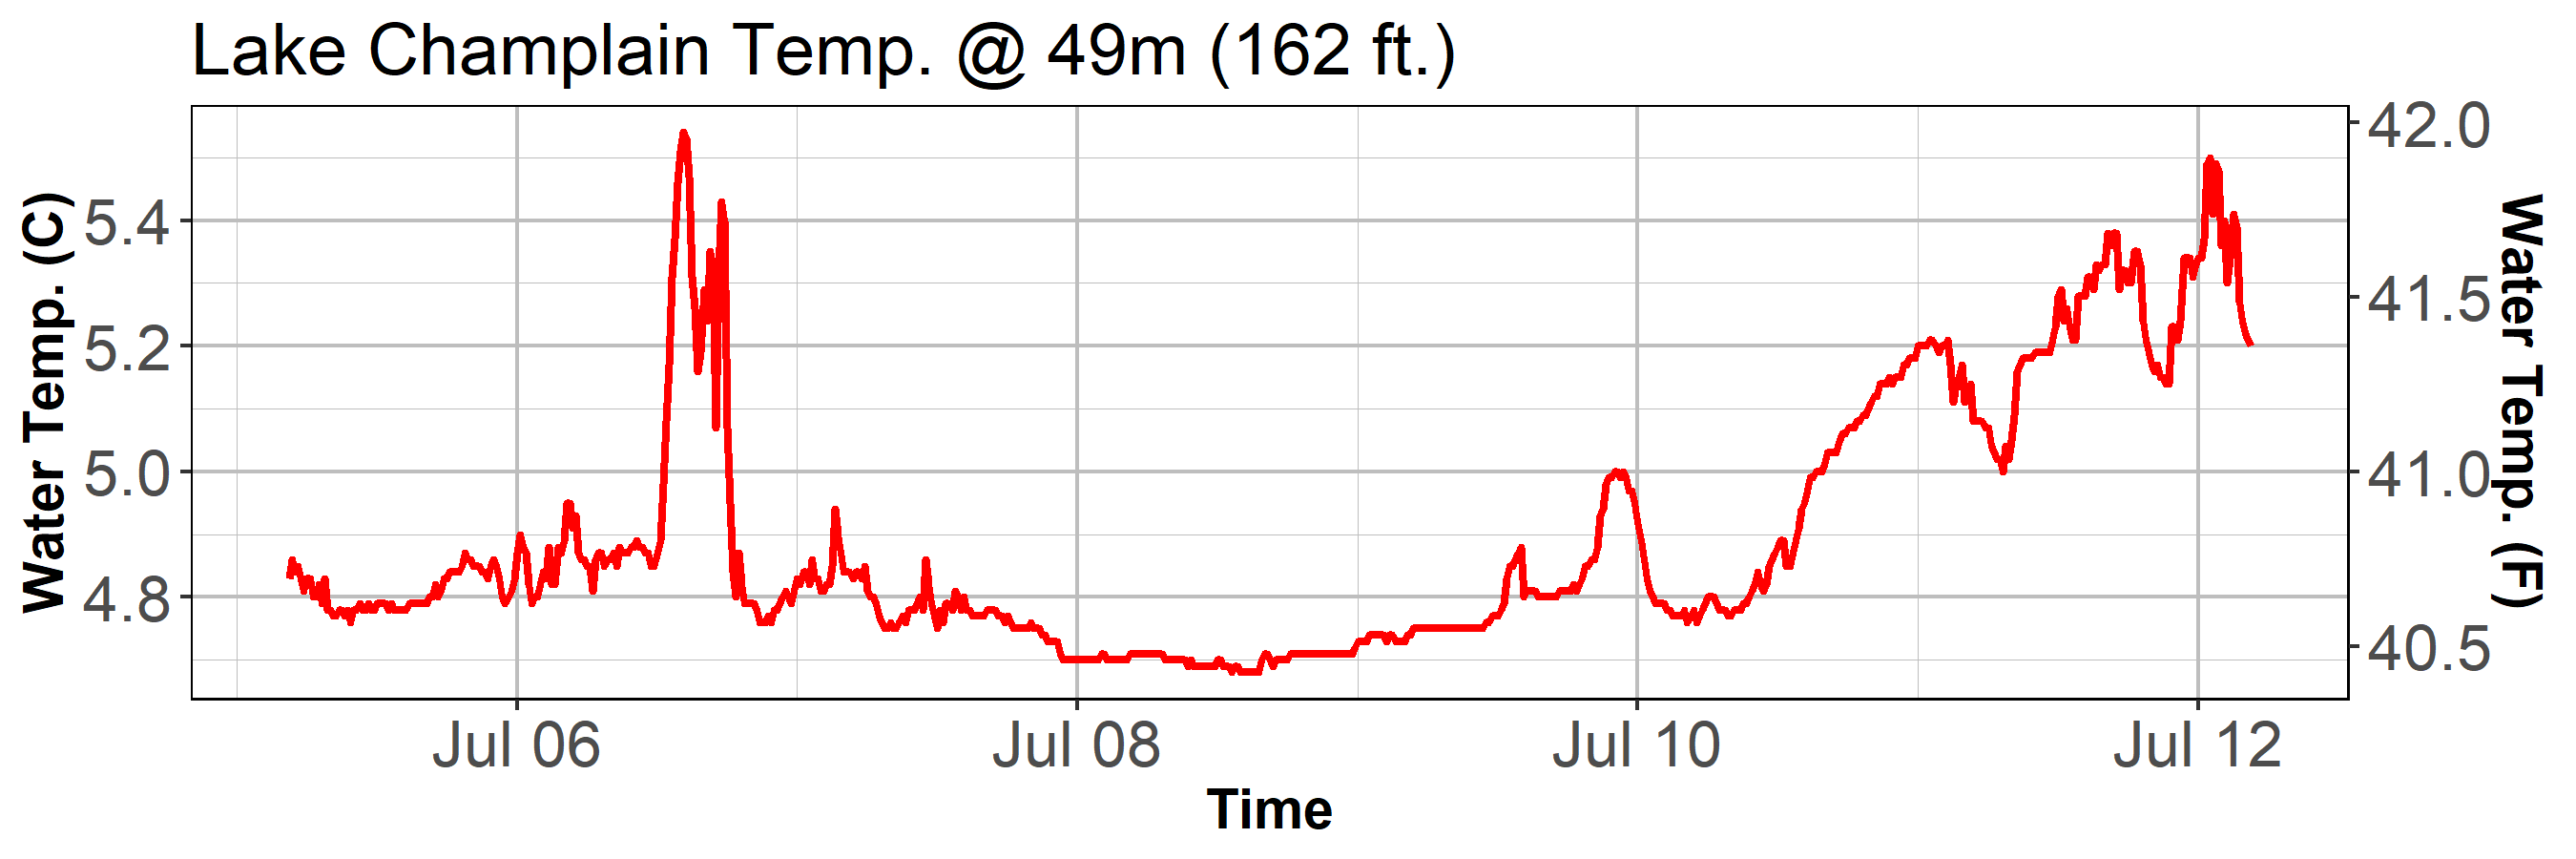 Lake Champlain Temp. @ 49m (162 ft.)
Water Temp. (C)
5.4
5.2
5.0
4.8
42.0
41.5
41.0
40.5
Water Temp. (F)
Jul 06 Jul 08 Jul 10 Jul 12
Time